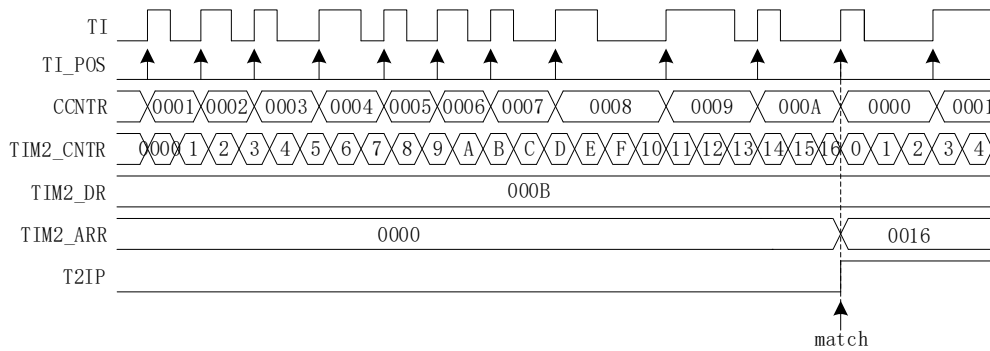 TI
TI_POS
CCNTR 0001 0002 0003 0004 0005 0006 0007 0008 0009 000A 0000 0001
TIM2_CNTR 0000 1 2 3 4 5 6 7 8 9 A B C D E F 10 11 12 13 14 15 16 0 1 2 3 4
TIM2_DR 000B
TIM2_ARR 0000 0016
T2IP
match